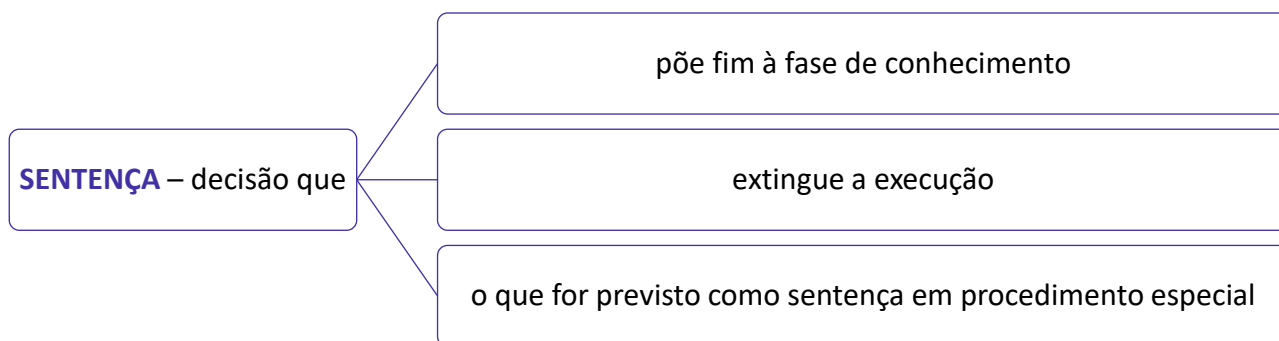 SENTENÇA – decisão que
põe fim à fase de conhecimento
extingue a execução
o que for previsto como sentença em procedimento especial